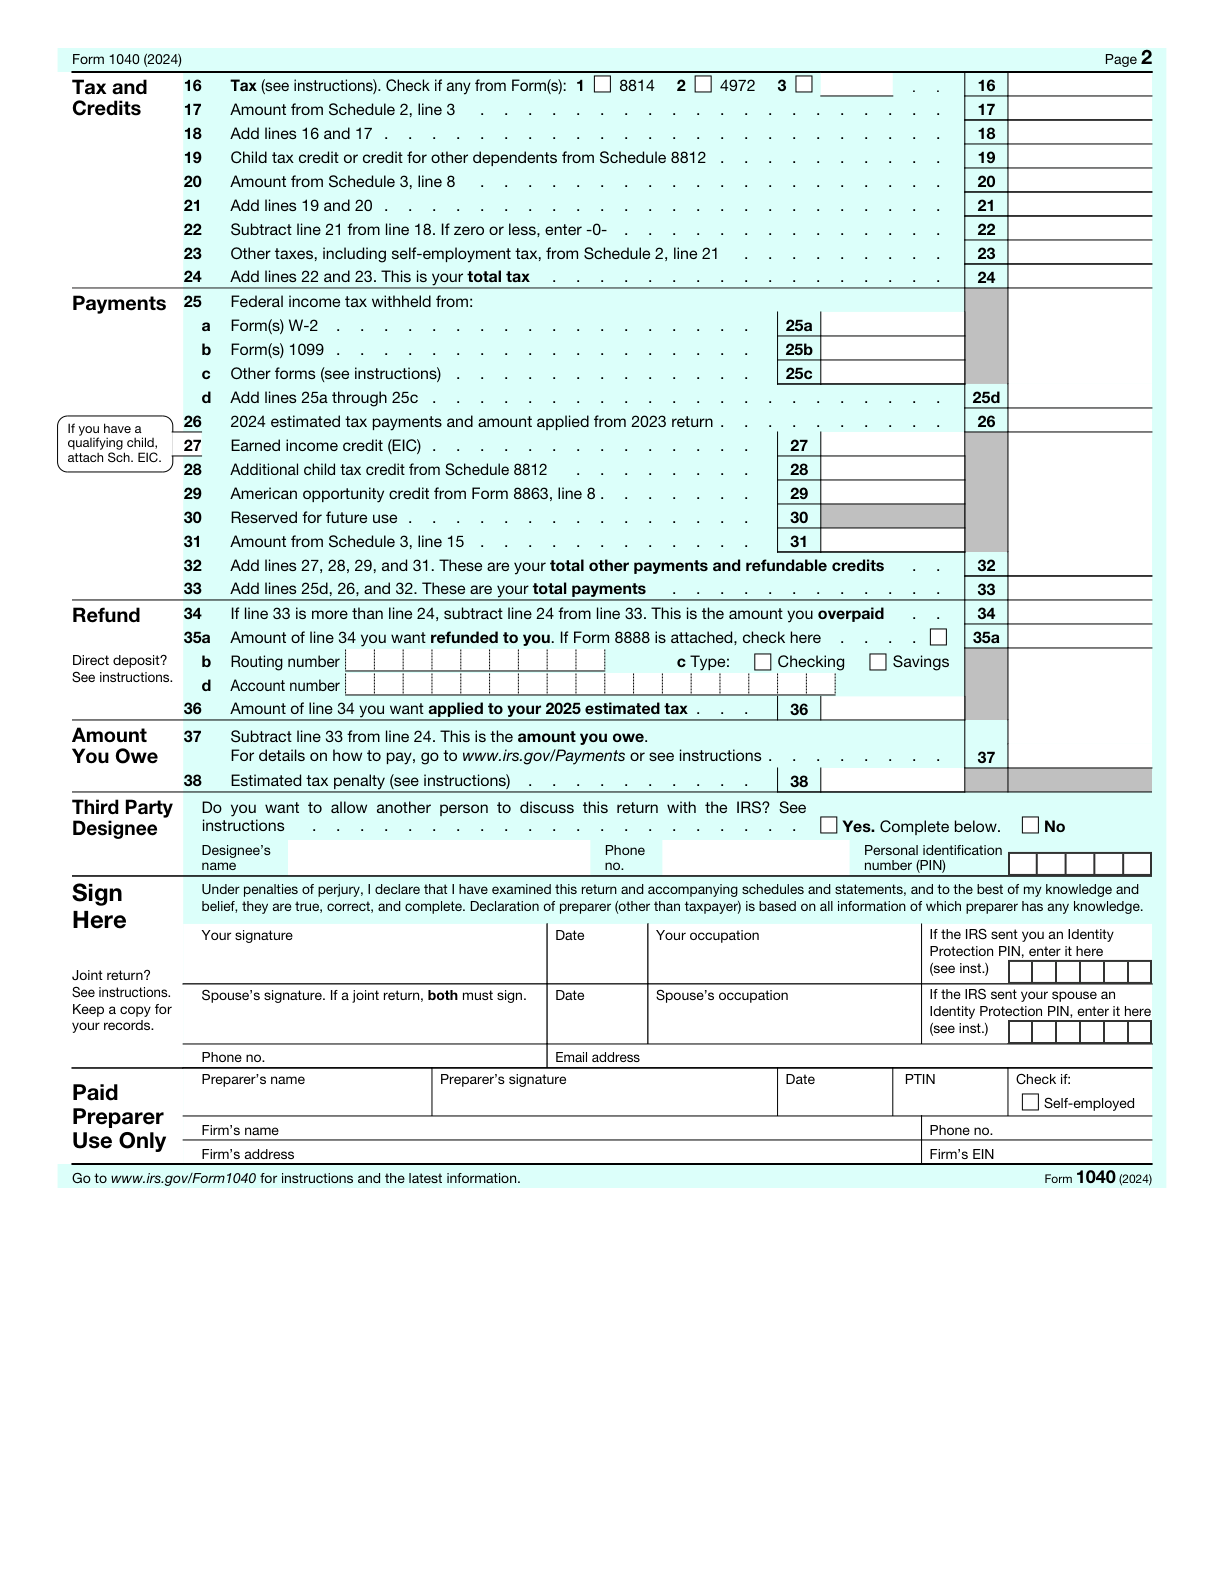 Form 1040 (2024) Page 2
Tax and Credits
16 Tax (see instructions). Check if any from Form(s): 1 8814 2 4972 3 . . 16
17 Amount from Schedule 2, line 3 . . . . . . . . . . . . . . . . . . . . 17
18 Add lines 16 and 17 . . . . . . . . . . . . . . . . . . . . . . . . 18
19 Child tax credit or credit for other dependents from Schedule 8812 . . . . . . . . . . 19
20 Amount from Schedule 3, line 8 . . . . . . . . . . . . . . . . . . . . 20
21 Add lines 19 and 20 . . . . . . . . . . . . . . . . . . . . . . . . 21
22 Subtract line 21 from line 18. If zero or less, enter -0- . . . . . . . . . . . . . . 22
23 Other taxes, including self-employment tax, from Schedule 2, line 21 . . . . . . . . . 23
24 Add lines 22 and 23. This is your total tax . . . . . . . . . . . . . . . . . 24
Payments
25 Federal income tax withheld from:
a Form(s) W-2 . . . . . . . . . . . . . . . . . . 25a
b Form(s) 1099 . . . . . . . . . . . . . . . . . . 25b
c Other forms (see instructions) . . . . . . . . . . . . . 25c
d Add lines 25a through 25c . . . . . . . . . . . . . . . . . . . . . . 25d
26 2024 estimated tax payments and amount applied from 2023 return . . . . . . . . . . 26
If you have a
qualifying child,
attach Sch. EIC.
27 Earned income credit (EIC) . . . . . . . . . . . . . . 27
28 Additional child tax credit from Schedule 8812 . . . . . . . . 28
29 American opportunity credit from Form 8863, line 8 . . . . . . . 29
30 Reserved for future use . . . . . . . . . . . . . . . 30
31 Amount from Schedule 3, line 15 . . . . . . . . . . . . 31
32 Add lines 27, 28, 29, and 31. These are your total other payments and refundable credits . . 32
33 Add lines 25d, 26, and 32. These are your total payments . . . . . . . . . . . . 33
Refund
34 If line 33 is more than line 24, subtract line 24 from line 33. This is the amount you overpaid . . 34
35a Amount of line 34 you want refunded to you. If Form 8888 is attached, check here . . . . 35a
Direct deposit?
See instructions.
b Routing number c Type: Checking Savings
d Account number
36 Amount of line 34 you want applied to your 2025 estimated tax . . . 36
Amount You Owe
37 Subtract line 33 from line 24. This is the amount you owe.
For details on how to pay, go to www.irs.gov/Payments or see instructions . . . . . . . . 37
38 Estimated tax penalty (see instructions) . . . . . . . . . . 38
Third Party Designee
Do you want to allow another person to discuss this return with the IRS? See
instructions . . . . . . . . . . . . . . . . . . . . . Yes. Complete below. No
Designee's name Phone no. Personal identification number (PIN)
Sign Here
Under penalties of perjury, I declare that I have examined this return and accompanying schedules and statements, and to the best of my knowledge and
belief, they are true, correct, and complete. Declaration of preparer (other than taxpayer) is based on all information of which preparer has any knowledge.
Joint return?
See instructions.
Keep a copy for
your records.
Your signature Date Your occupation If the IRS sent you an Identity
Protection PIN, enter it here
(see inst.)
Spouse's signature. If a joint return, both must sign. Date Spouse's occupation If the IRS sent your spouse an
Identity Protection PIN, enter it here
(see inst.)
Phone no. Email address
Paid Preparer Use Only
Preparer's name Preparer's signature Date PTIN Check if:
Self-employed
Firm's name Phone no.
Firm's address Firm's EIN
Go to www.irs.gov/Form1040 for instructions and the latest information. Form 1040 (2024)